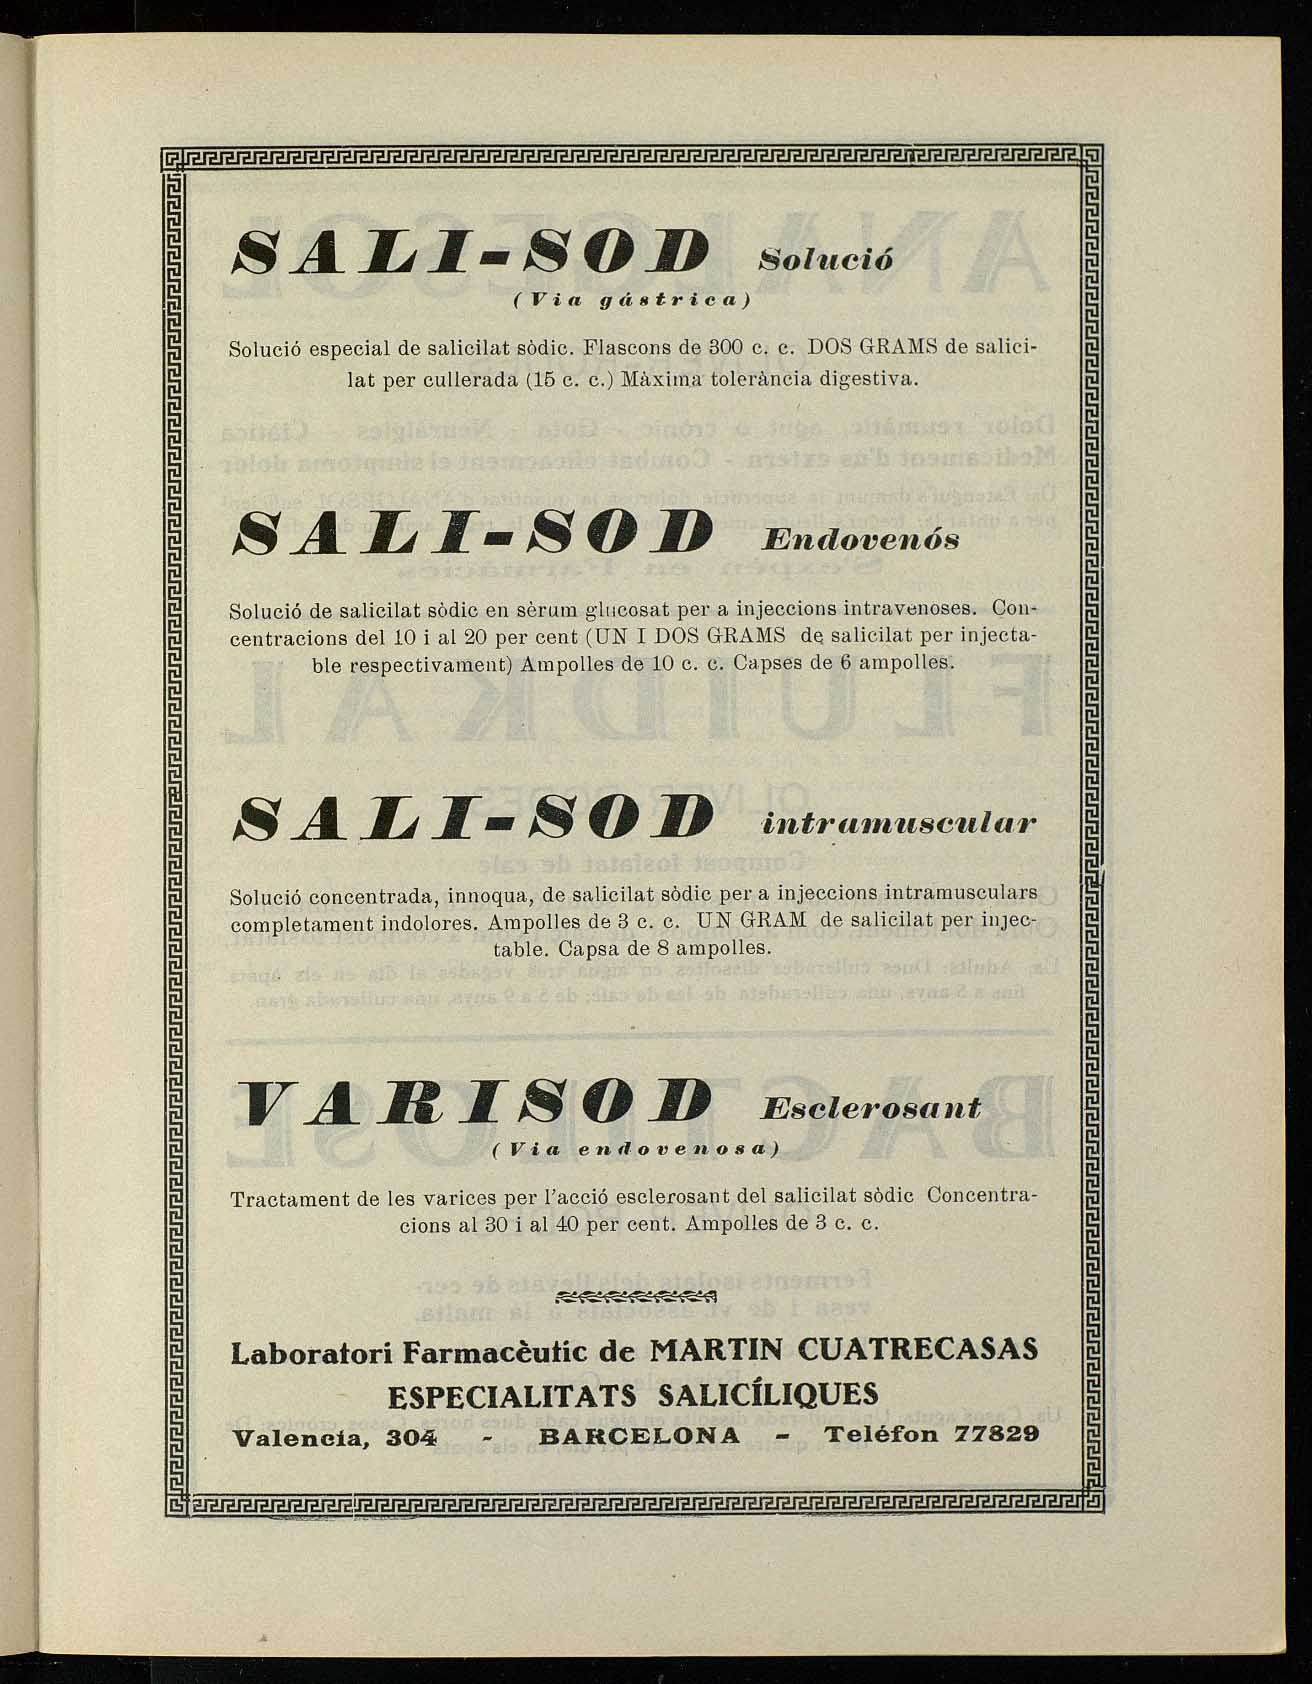 SALI-SOD Solució
(Via gástrica)
Solució especial de salicilat sòdic. Flascons de 300 c. c. DOS GRAMS de salici-
lat per cullerada (15 c. c.) Màxima tolerància digestiva.
SALI-SOD Endovenós
Solució de salicilat sòdic en sèrum glucosat per a injeccions intravenoses. Con-
centracions del 10 i al 20 per cent (UN I DOS GRAMS de salicilat per injecta-
ble respectivament) Ampolles de 10 c. c. Capses de 6 ampolles.
SALI-SOD intramuscular
Solució concentrada, innoqua, de salicilat sòdic per a injeccions intramusculars
completament indolores. Ampolles de 3 c. c. UN GRAM de salicilat per injec-
table. Capsa de 8 ampolles.
VARISOD Esclerosant
(Via endovenosa)
Tractament de les varices per l'acció esclerosant del salicilat sòdic Concentra-
cions al 30 i al 40 per cent. Ampolles de 3 c. c.
Laboratori Farmacèutic de MARTIN CUATRECASAS
ESPECIALITATS SALICÍLIQUES
Valencia, 304 - BARCELONA - Teléfon 77829